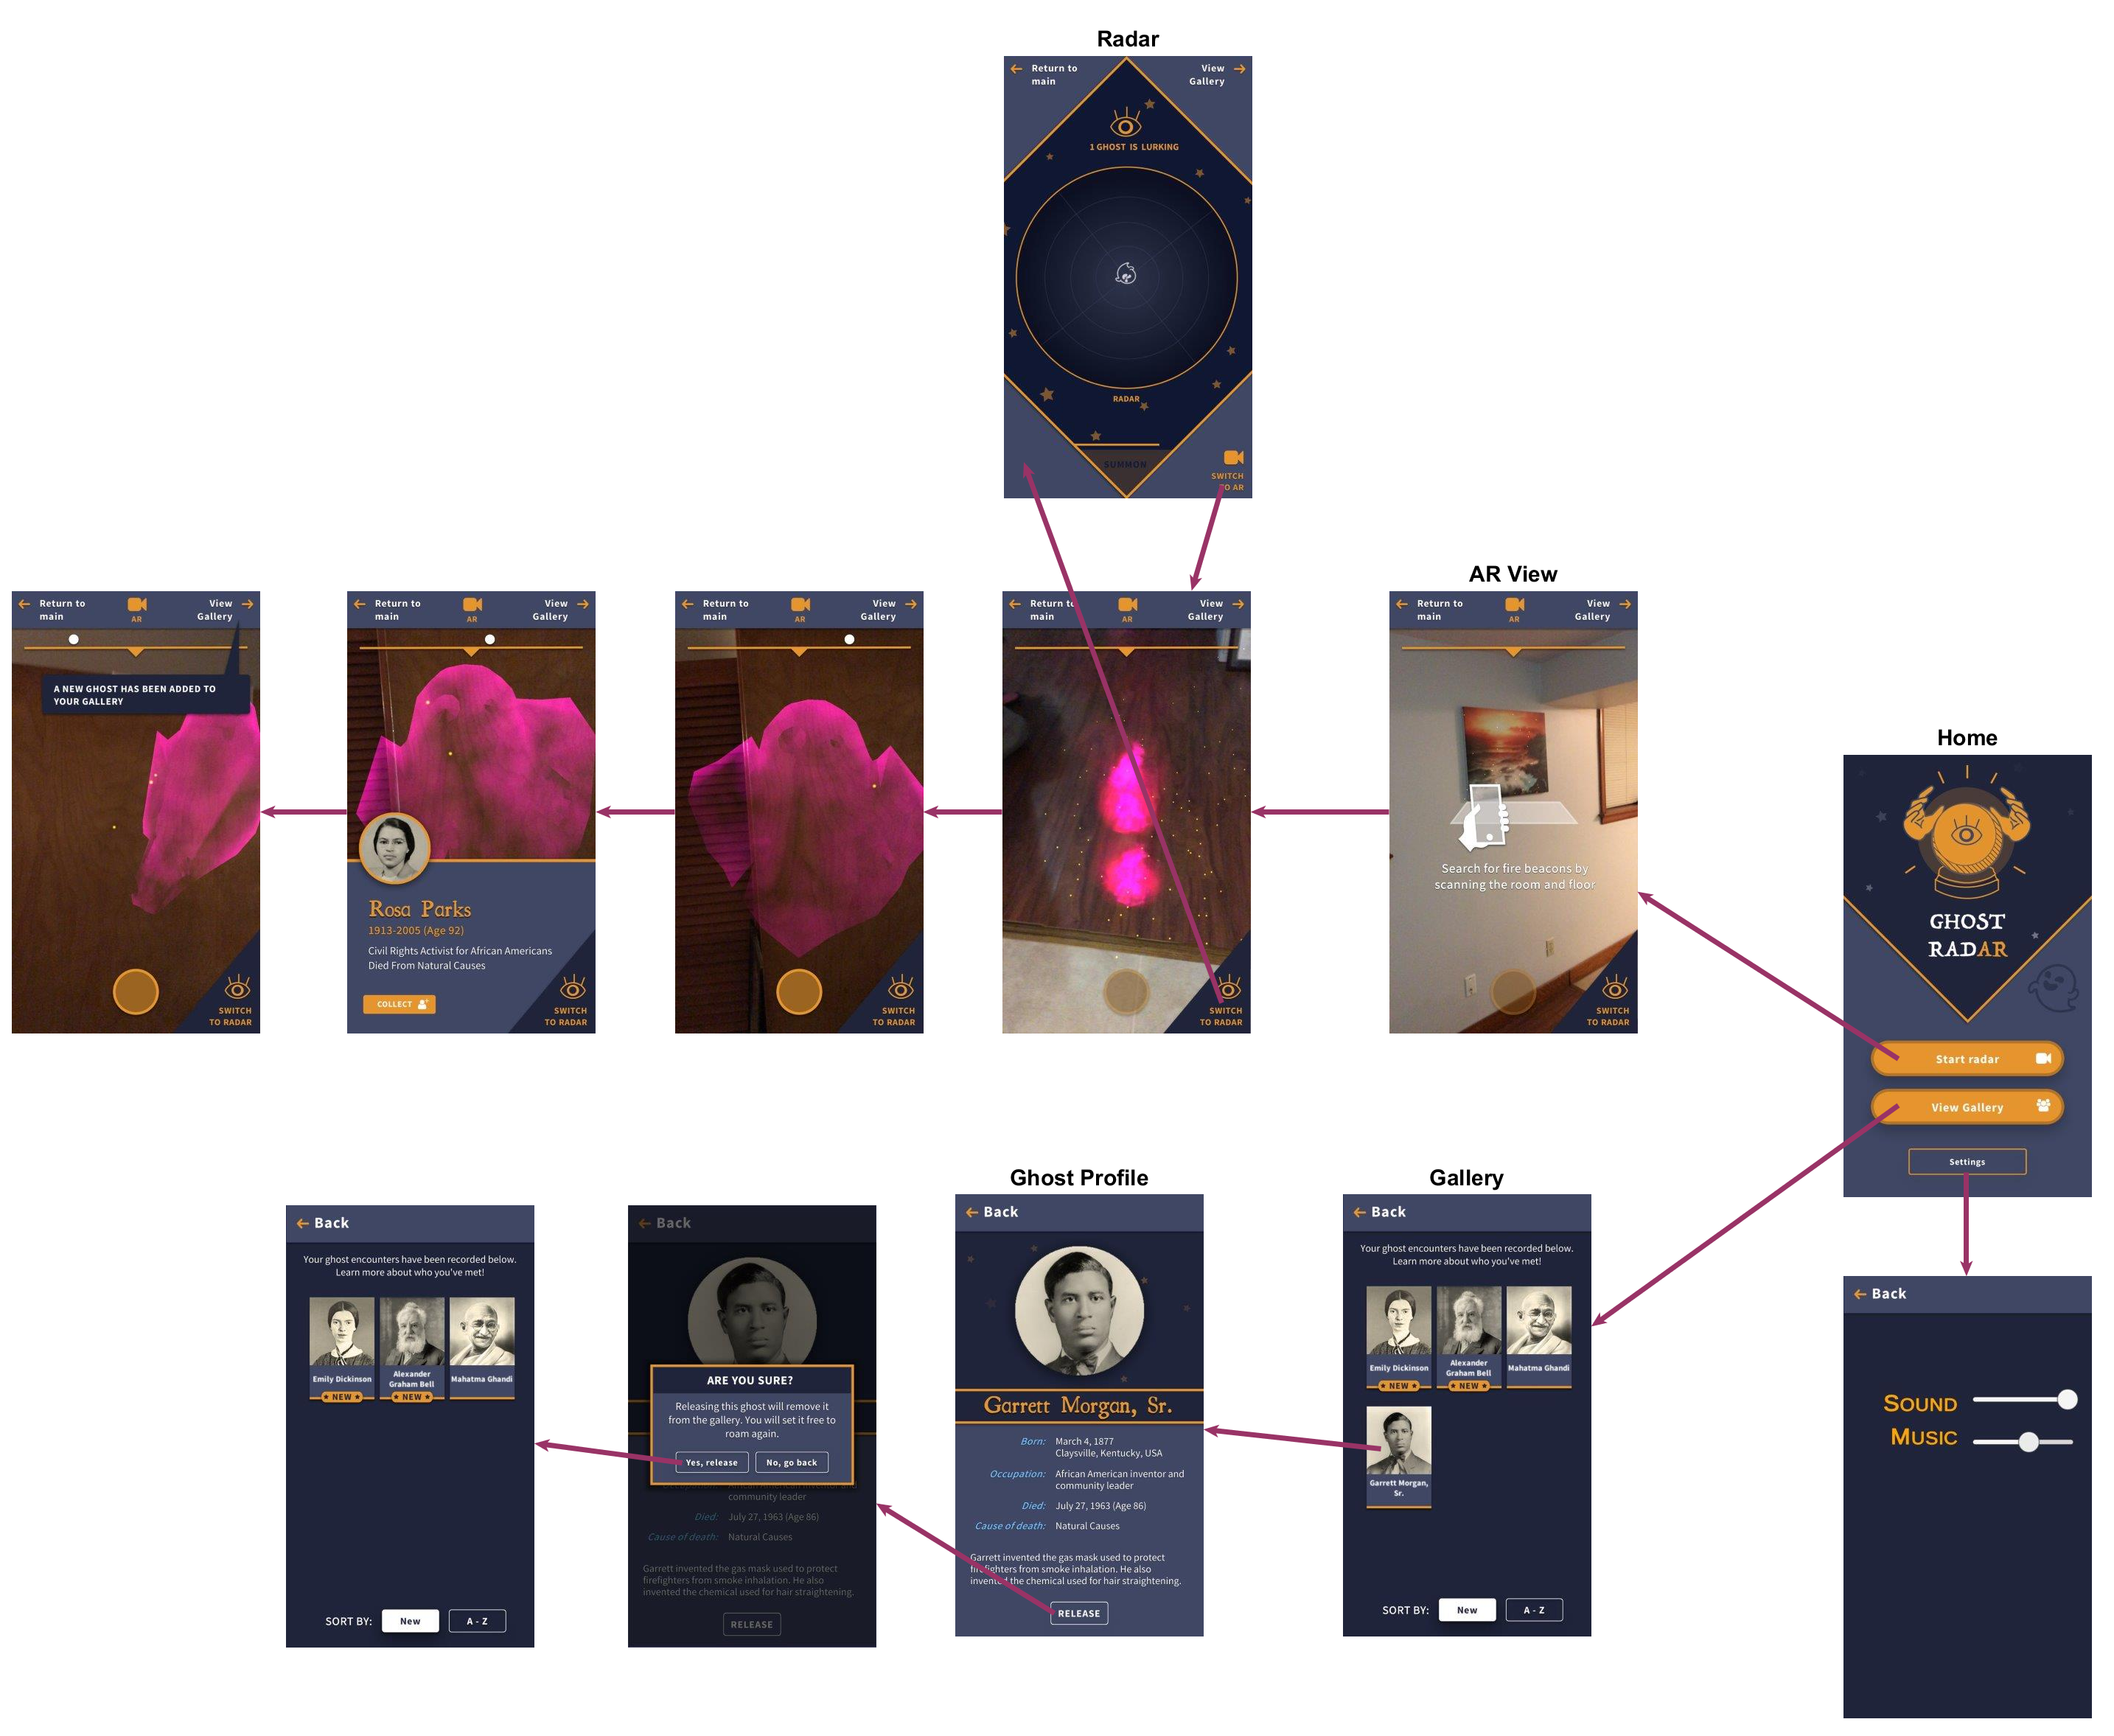 Radar
Return to
main
View
Gallery
1 GHOST IS LURKING
RADAR
SUMMON
SWITCH
TO AR
Return to
main
AR
View
Gallery
A NEW GHOST HAS BEEN ADDED TO
YOUR GALLERY
SWITCH
TO RADAR
Return to
main
AR
View
Gallery
Rosa Parks
1913-2005 (Age 92)
Civil Rights Activist for African Americans
Died From Natural Causes
COLLECT
SWITCH
TO RADAR
Return to
main
AR
View
Gallery
SWITCH
TO RADAR
Return to
main
AR
View
Gallery
SWITCH
TO RADAR
AR View
Return to
main
AR
View
Gallery
Search for fire beacons by
scanning the room and floor
SWITCH
TO RADAR
Home
GHOST
RADAR
Start radar
View Gallery
Settings
Back
Your ghost encounters have been recorded below.
Learn more about who you've met!
Emily Dickinson
NEW
Alexander
Graham Bell
NEW
Mahatma Ghandi
SORT BY:
New
A - Z
Back
ARE YOU SURE?
Releasing this ghost will remove it
from the gallery. You will set it free to
roam again.
Yes, release
No, go back
community leader
Died: July 27, 1963 (Age 86)
Cause of death: Natural Causes
Garrett invented the gas mask used to protect
firefighters from smoke inhalation. He also
invented the chemical used for hair straightening.
RELEASE
Ghost Profile
Back
Garrett Morgan, Sr.
Born: March 4, 1877
Claysville, Kentucky, USA
Occupation: African American inventor and
community leader
Died: July 27, 1963 (Age 86)
Cause of death: Natural Causes
Garrett invented the gas mask used to protect
firefighters from smoke inhalation. He also
invented the chemical used for hair straightening.
RELEASE
Gallery
Back
Your ghost encounters have been recorded below.
Learn more about who you've met!
Emily Dickinson
NEW
Alexander
Graham Bell
NEW
Mahatma Ghandi
Garrett Morgan,
Sr.
SORT BY:
New
A - Z
Back
SOUND
MUSIC